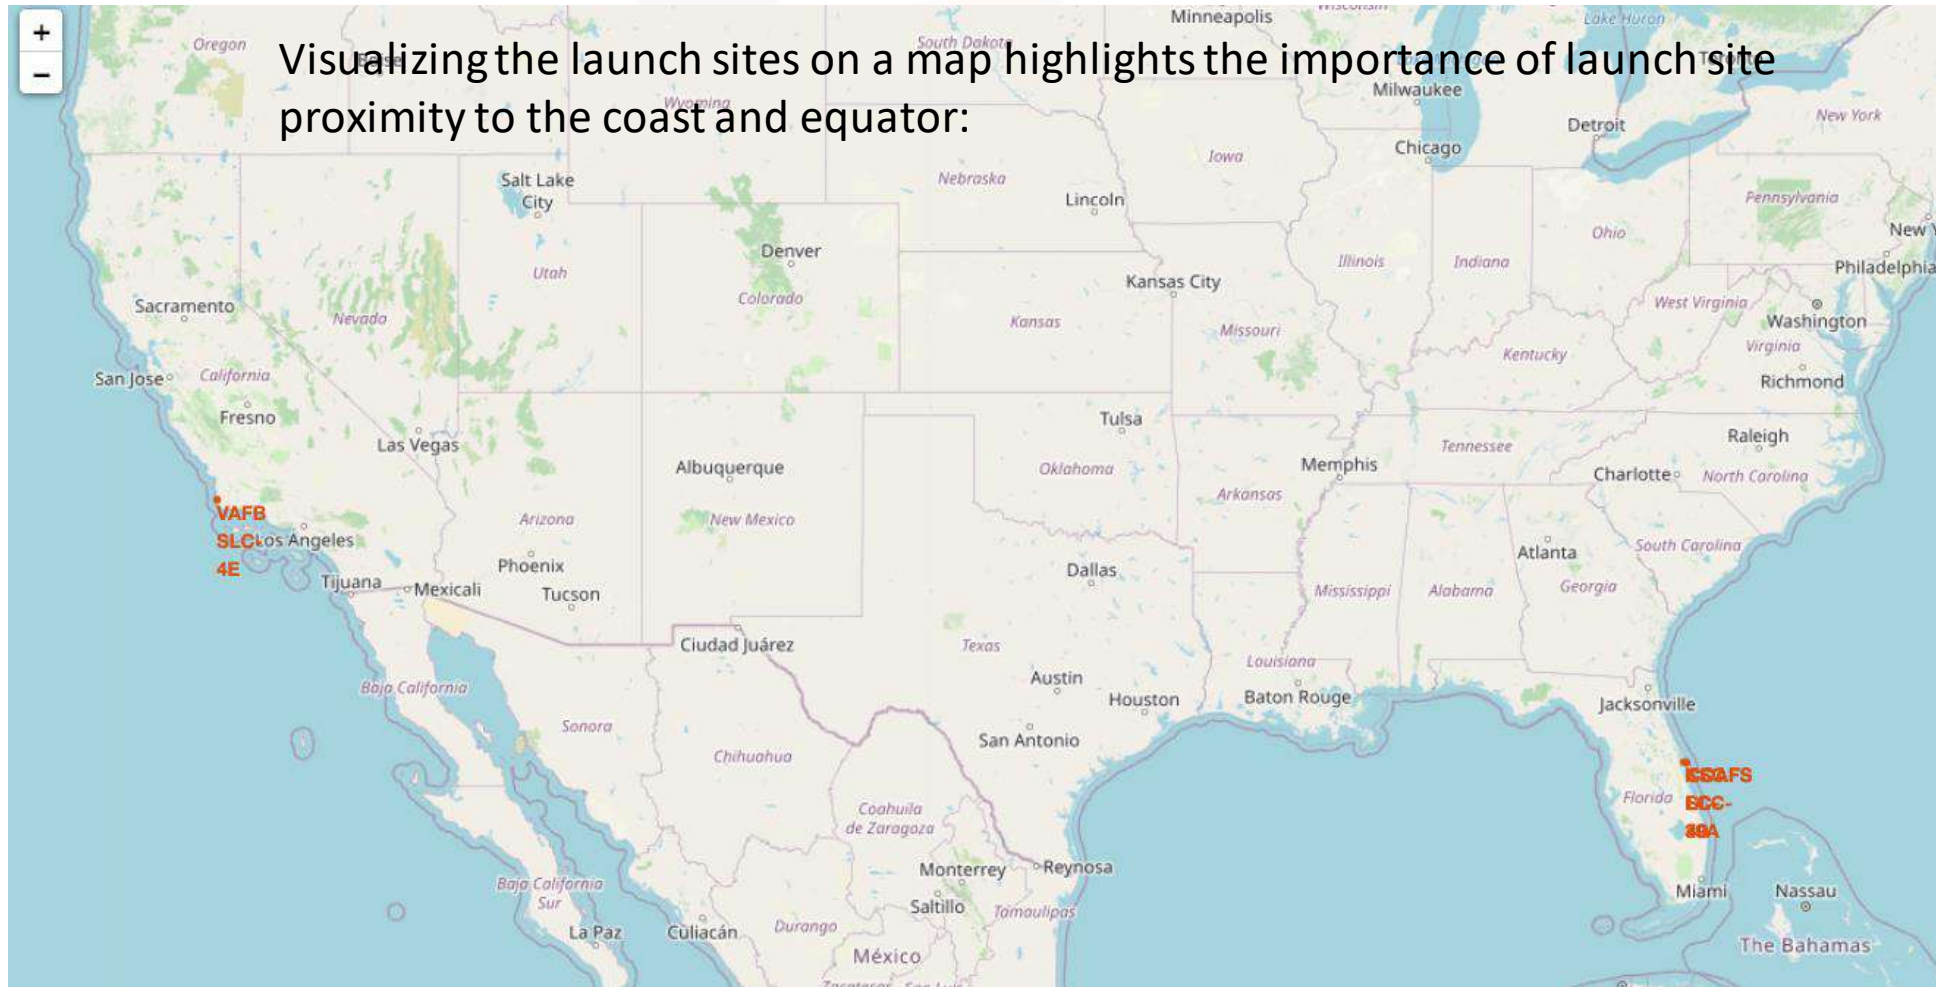 +
−
Visualizing the launch sites on a map highlights the importance of launch site
proximity to the coast and equator:
Minneapolis
Wisconsin
Lake Huron
Oregon
Boise
South Dakota
Toronto
Wyoming
Milwaukee
Detroit
New York
Chicago
Iowa
Salt Lake
City
Nebraska
Lincoln
Pennsylvania
Ohio
New Y
Denver
Utah
Colorado
Kansas City
Illinois
Indiana
Philadelphia
Sacramento
Nevada
Kansas
Missouri
West Virginia
Washington
Virginia
Kentucky
San Jose
California
Richmond
Fresno
Las Vegas
Tulsa
Raleigh
Tennessee
Albuquerque
Oklahoma
Memphis
Charlotte
North Carolina
Arkansas
VAFB
SLC-
4E
Los Angeles
Arizona
New Mexico
Phoenix
Atlanta
South Carolina
Tijuana
Mexicali
Tucson
Dallas
Mississippi
Alabama
Georgia
Ciudad Juárez
Texas
Louisiana
Baja California
Austin
Houston
Baton Rouge
Jacksonville
Sonora
San Antonio
Chihuahua
Florida
Coahuila
de Zaragoza
Monterrey
Reynosa
Baja California
Sur
Saltillo
Tamaulipas
Miami
Nassau
La Paz
Culiacán
Durango
México
The Bahamas